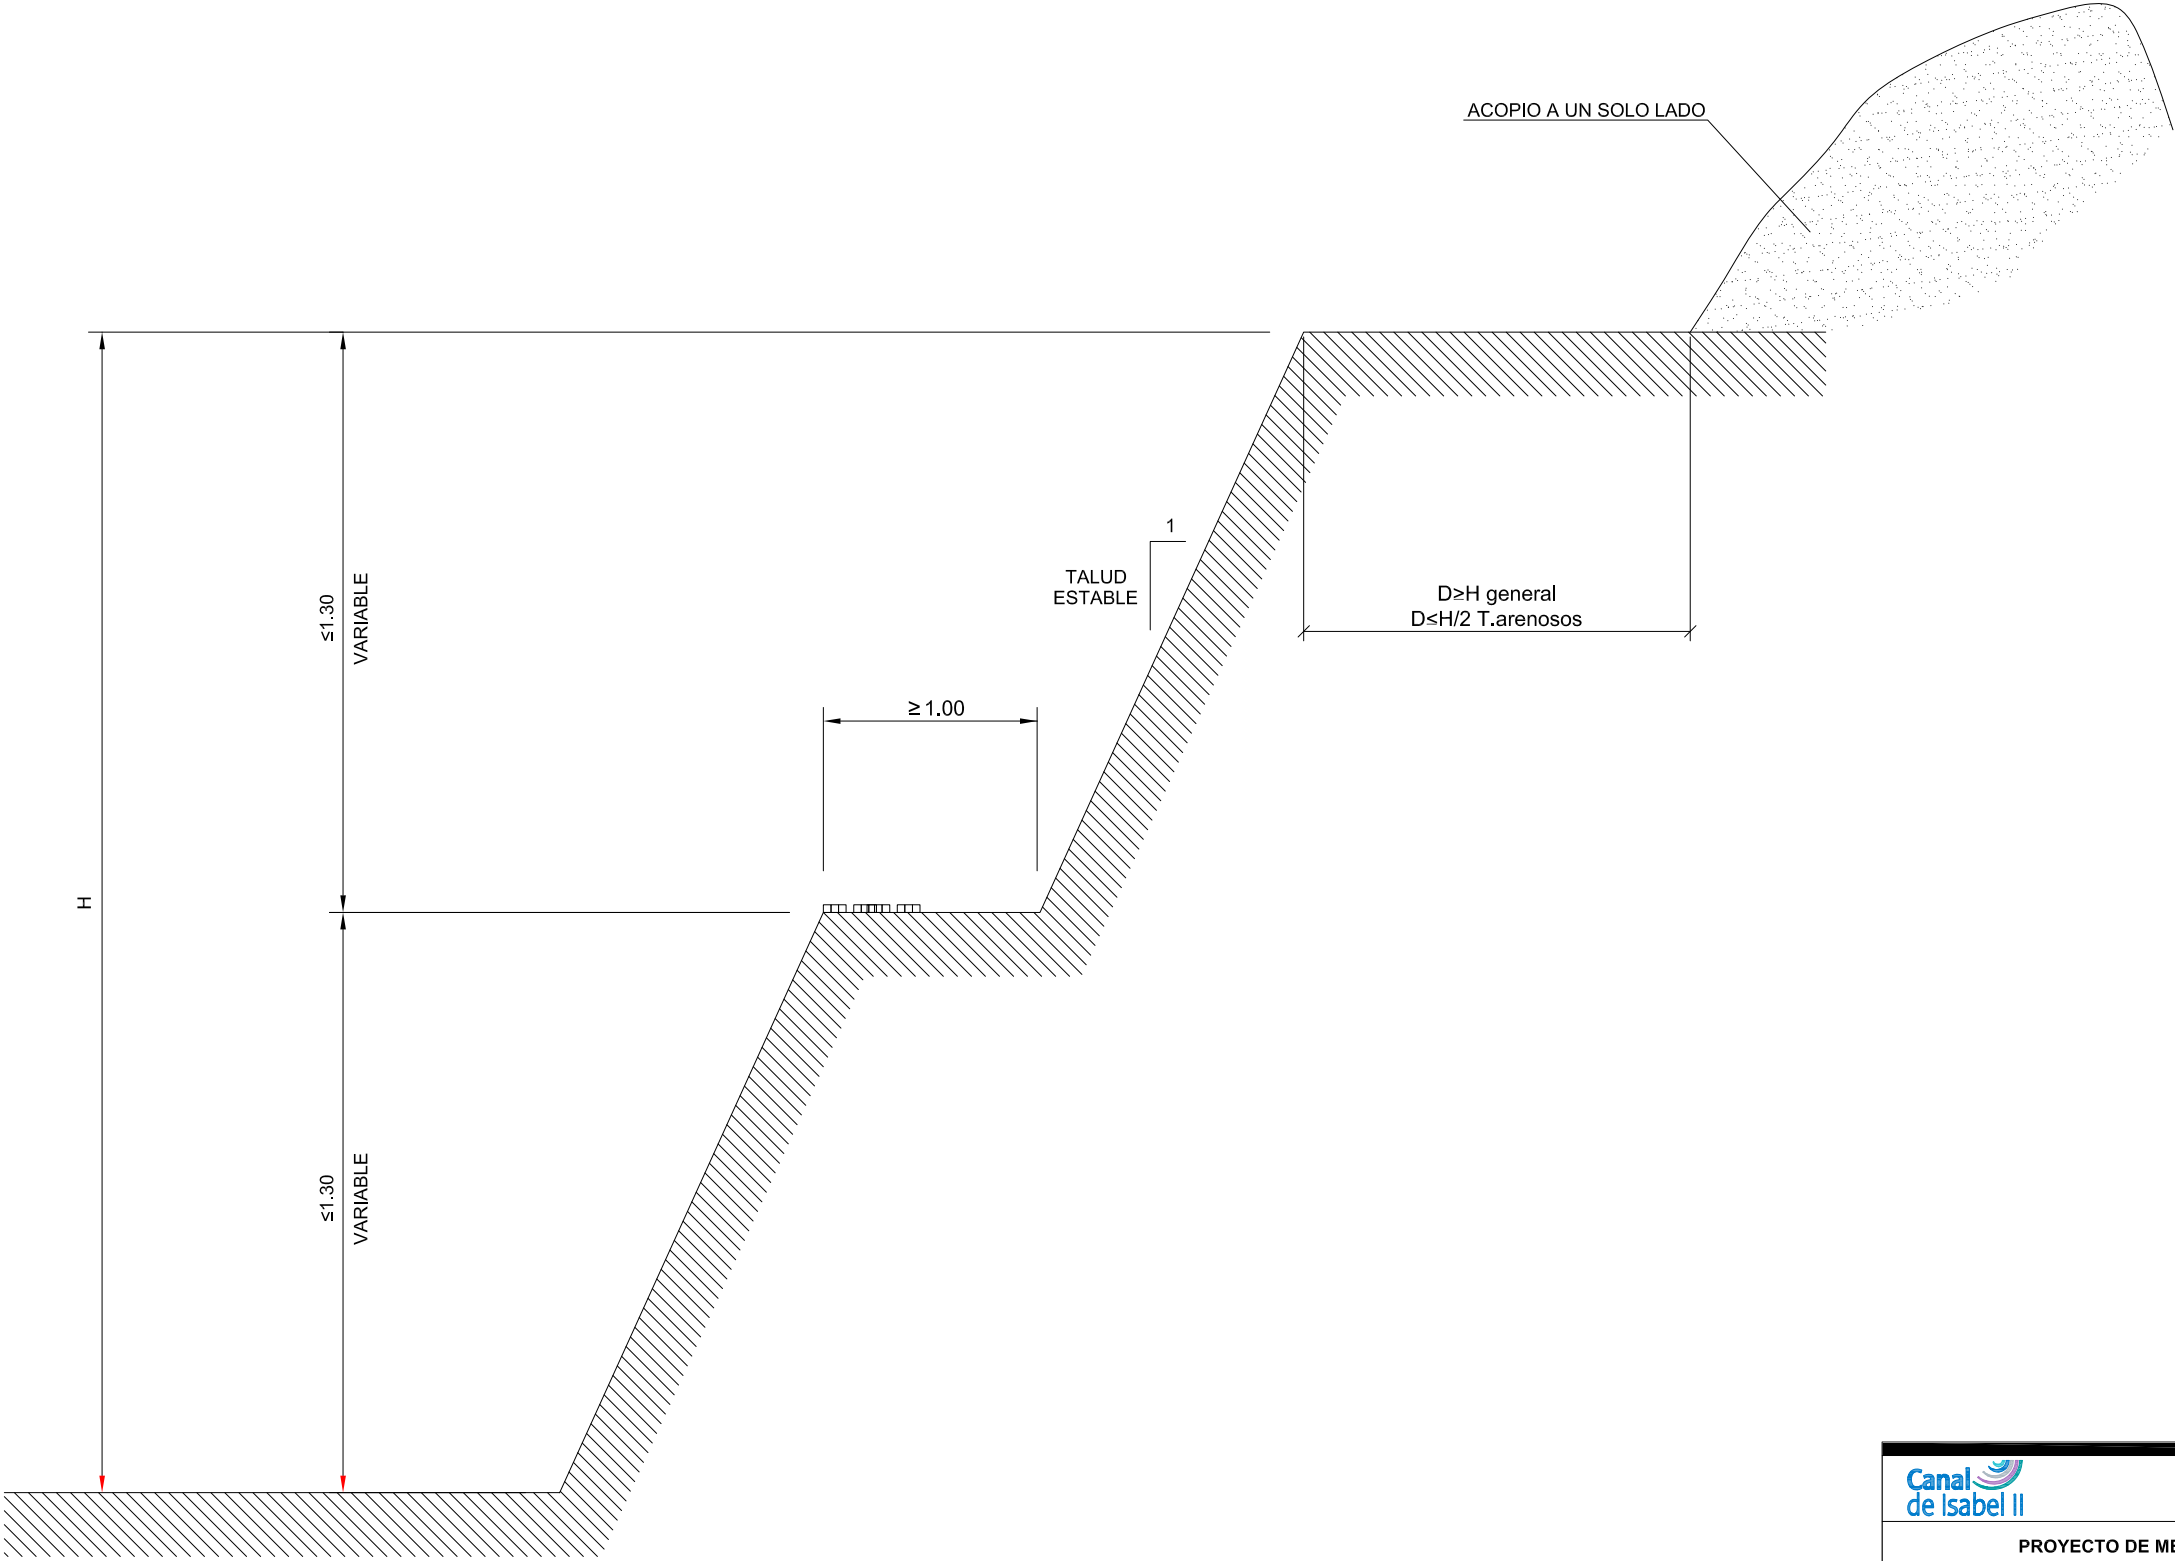 ACOPIO A UN SOLO LADO
1
TALUD
ESTABLE
D≥H general
D≤H/2 T.arenosos
≤1.30
VARIABLE
≥1.00
H
≤1.30
VARIABLE
Canal
de Isabel II
PROYECTO DE